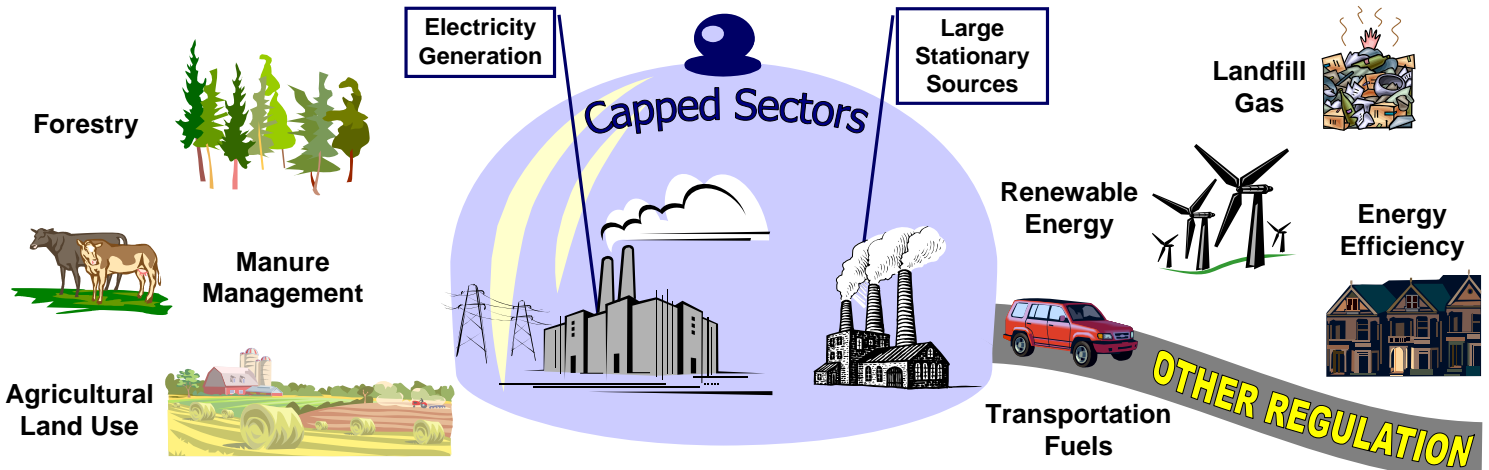 Electricity
Generation
Large
Stationary
Sources
Capped Sectors
Forestry
Manure
Management
Agricultural
Land Use
Landfill
Gas
Renewable
Energy
Energy
Efficiency
Transportation
Fuels
OTHER REGULATION